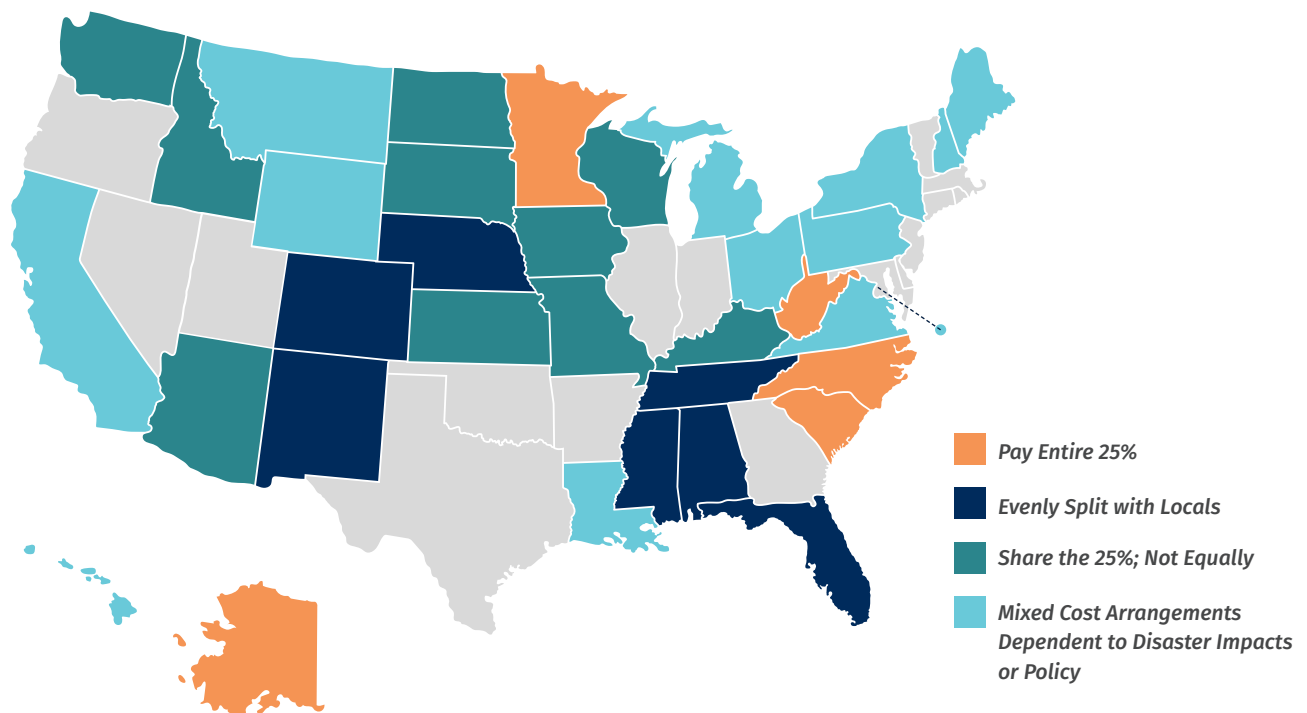 Pay Entire 25%
Evenly Split with Locals
Share the 25%; Not Equally
Mixed Cost Arrangements
Dependent to Disaster Impacts
or Policy